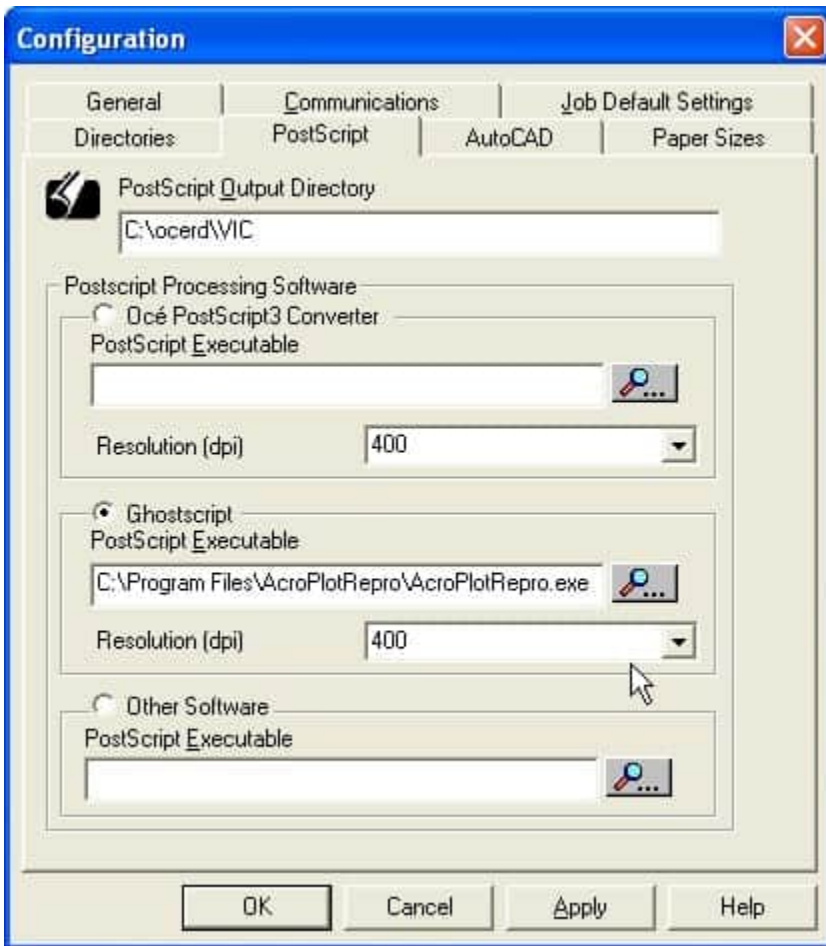 Configuration
General Communications Job Default Settings
Directories PostScript AutoCAD Paper Sizes
PostScript Output Directory
C:\ocerd\VIC
Postscript Processing Software
Océ PostScript3 Converter
PostScript Executable
...
Resolution (dpi) 400
Ghostscript
PostScript Executable
C:\Program Files\AcroPlotRepro\AcroPlotRepro.exe ...
Resolution (dpi) 400
Other Software
PostScript Executable
...
OK Cancel Apply Help